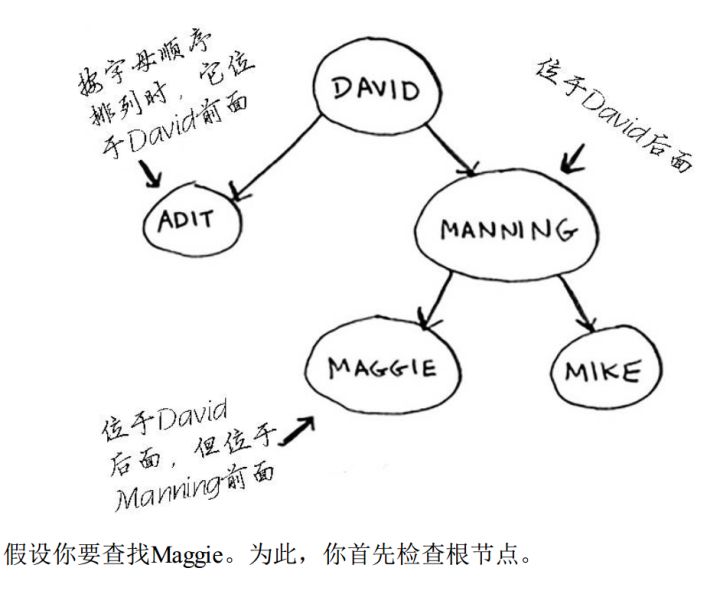 按字母顺序
排列时，它位
于David前面
DAVID
位于David后面
ADIT
MANNING
MAGGIE
MIKE
位于David
后面，但位于
Manning前面
假设你要查找Maggie。为此，你首先检查根节点。